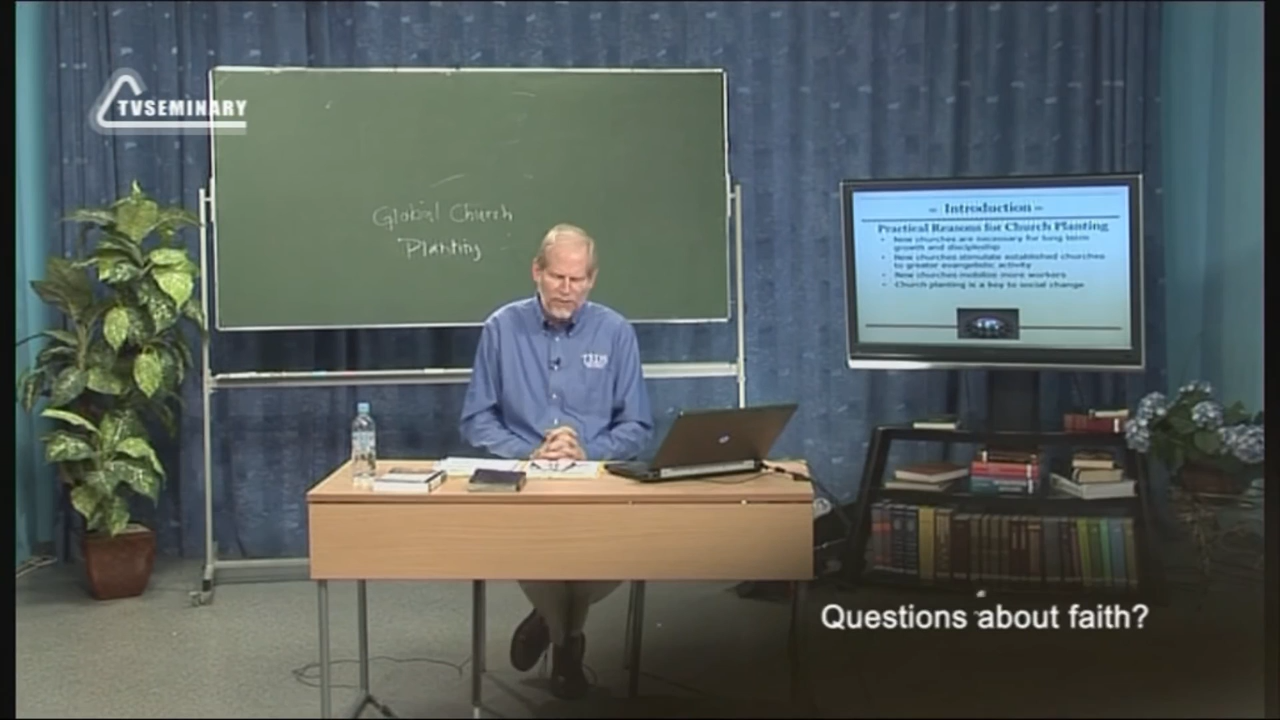 TVSEMINARY
Global Church
Planting
Introduction
Practical Reasons for Church Planting
New churches are necessary for long term
growth and discipleship
New churches stimulate established churches
to greater evangelistic activity
New churches mobilize more workers
Church planting is a key to social change
Questions about faith?